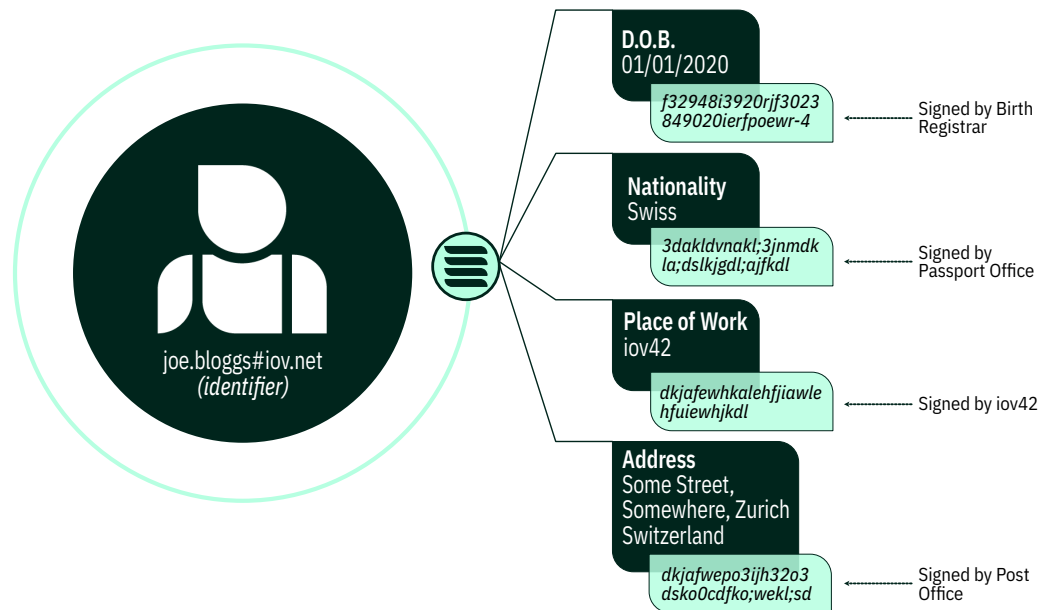 joe.bloggs#iov.net
(identifier)
D.O.B.
01/01/2020
f32948i3920rjf3023
849020ierfpoewr-4
Signed by Birth
Registrar
Nationality
Swiss
3dakldvnakl;3jnmdk
la;dslkjgdl;ajfkdl
Signed by
Passport Office
Place of Work
iov42
dkjafewhkalehfjiawle
hfuiewhjkdl
Signed by iov42
Address
Some Street,
Somewhere, Zurich
Switzerland
dkjafwepo3ijh32o3
dsko0cdfko;wekl;sd
Signed by Post
Office